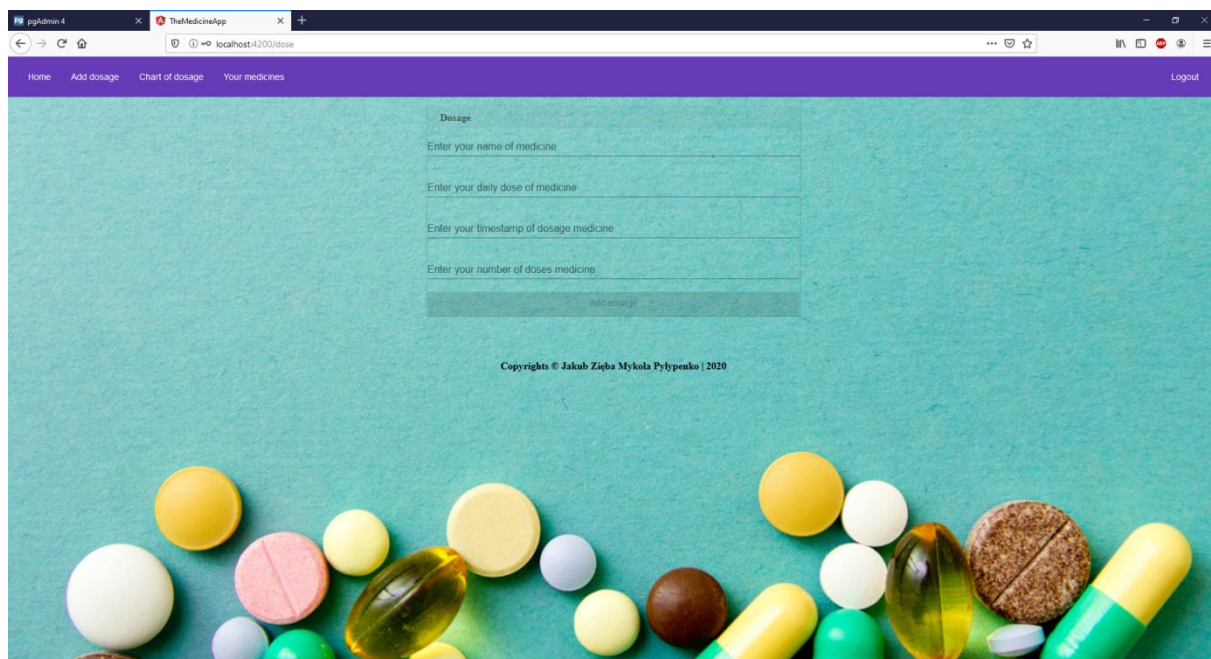 pgAdmin 4
TheMedicineApp
localhost:4200/dose
Home Add dosage Chart of dosage Your medicines Logout
Dosage
Enter your name of medicine
Enter your daily dose of medicine
Enter your timestamp of dosage medicine
Enter your number of doses medicine
Add dosage
Copyrights © Jakub Zięba Mykola Pylypenko | 2020